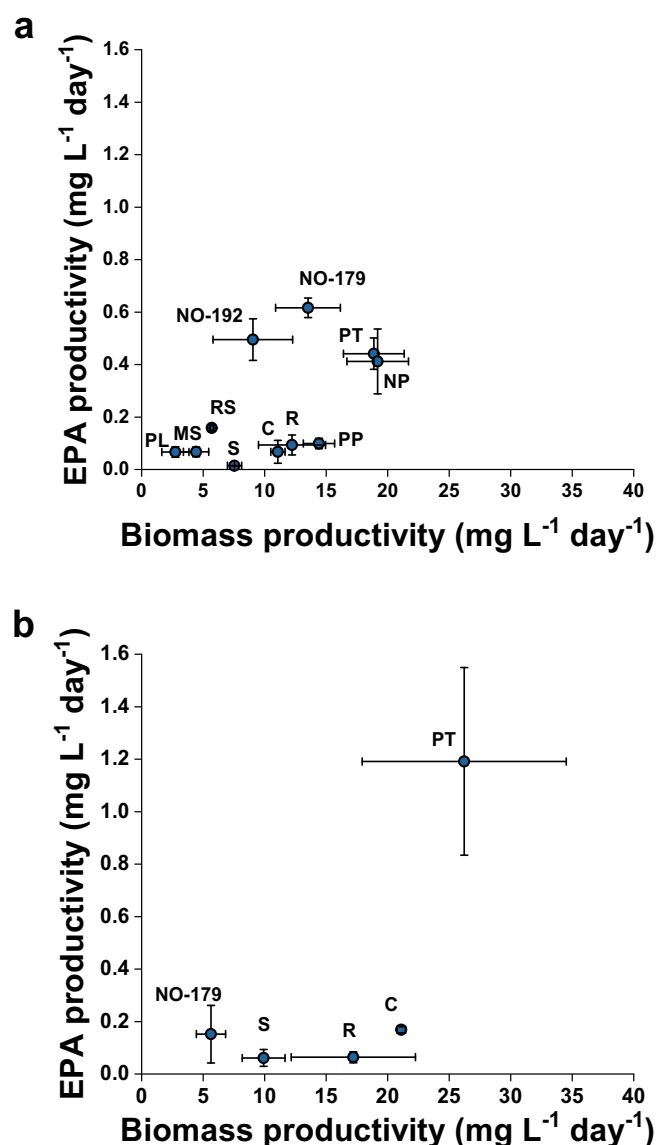 a
EPA productivity (mg L⁻¹ day⁻¹)
1.6
1.4
1.2
1.0
0.8
0.6
0.4
0.2
0.0
NO-179
NO-192
PT
NP
RS
PL
MS
S
C
R
PP
0 5 10 15 20 25 30 35 40
Biomass productivity (mg L⁻¹ day⁻¹)
b
EPA productivity (mg L⁻¹ day⁻¹)
1.6
1.4
1.2
1.0
0.8
0.6
0.4
0.2
0.0
PT
NO-179
S
R
C
0 5 10 15 20 25 30 35 40
Biomass productivity (mg L⁻¹ day⁻¹)